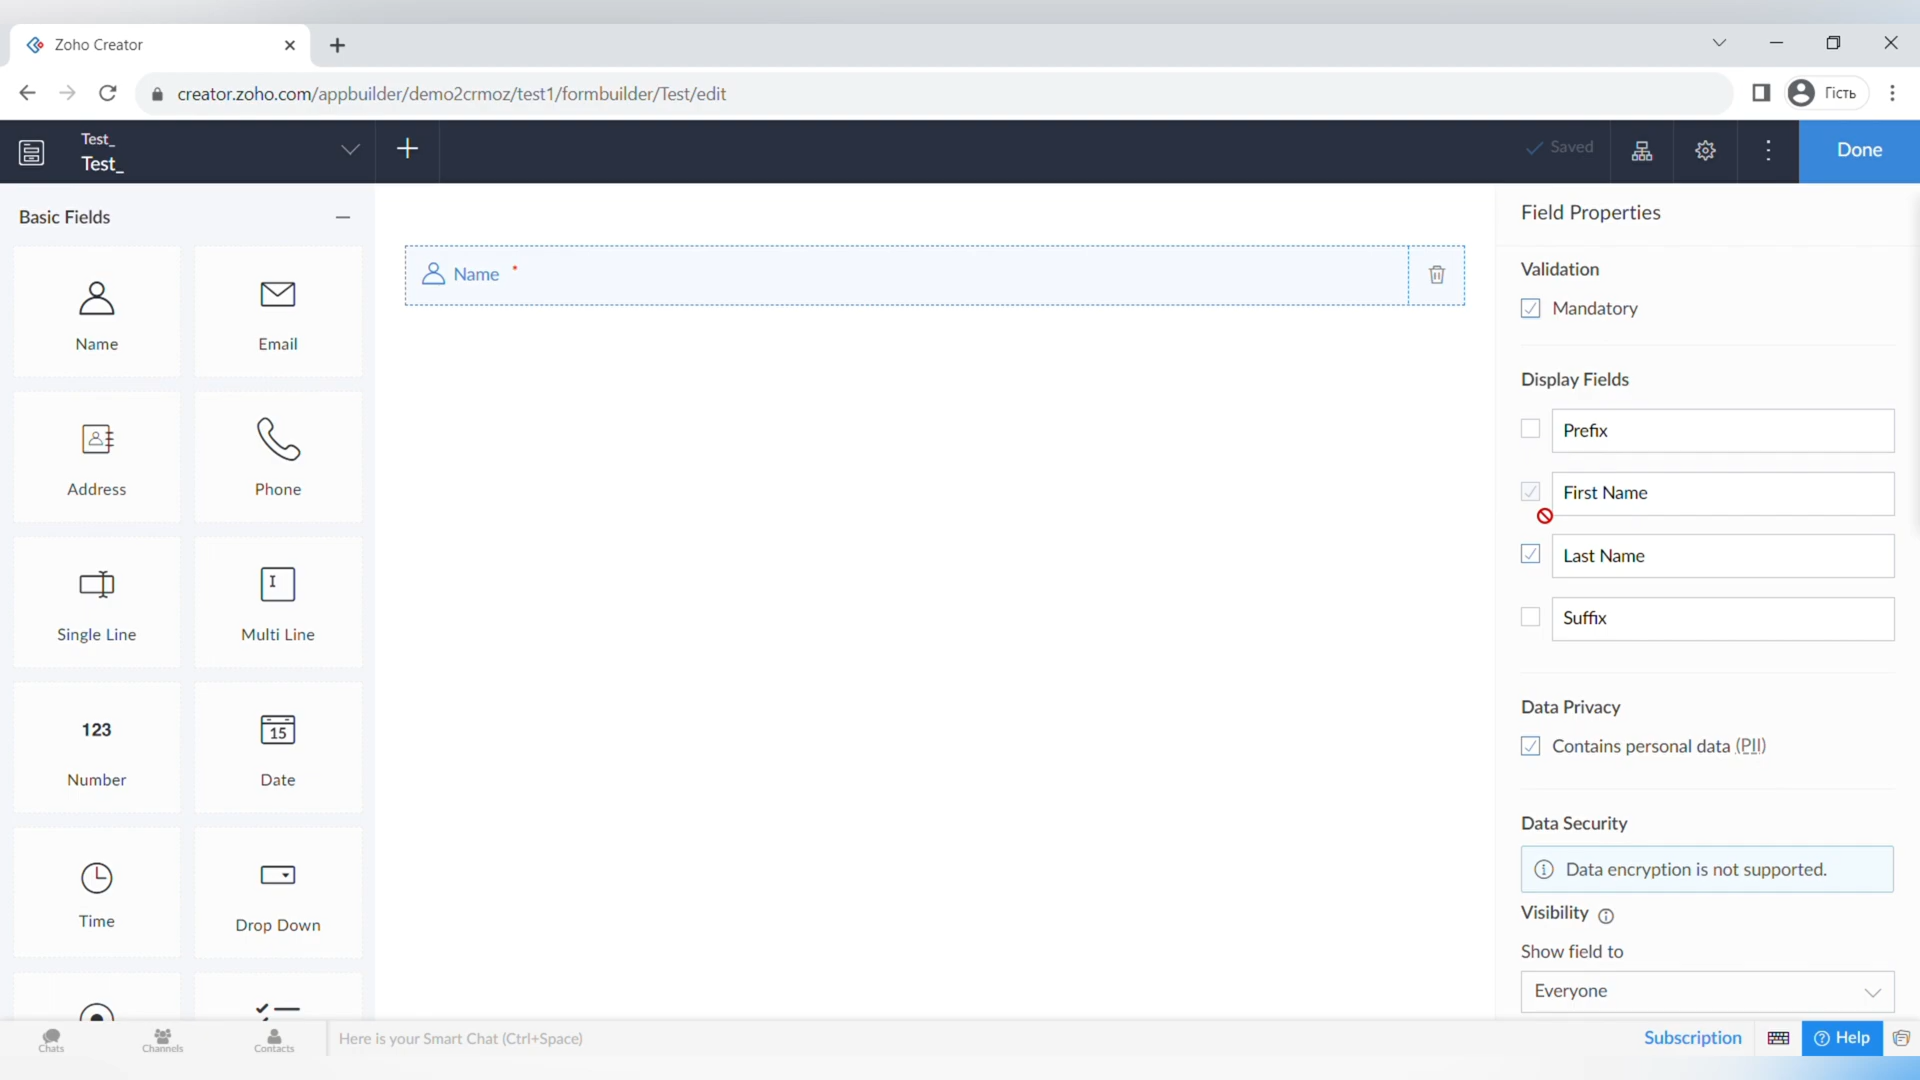 Zoho Creator
creator.zoho.com/appbuilder/demo2crmoz/test1/formbuilder/Test/edit
Гість
Test_
Test_
Saved
Done
Basic Fields
Name
Email
Address
Phone
Single Line
Multi Line
123
Number
15
Date
Time
Drop Down
Name *
Field Properties
Validation
Mandatory
Display Fields
Prefix
First Name
Last Name
Suffix
Data Privacy
Contains personal data (PII)
Data Security
Data encryption is not supported.
Visibility
Show field to
Everyone
Chats
Channels
Contacts
Here is your Smart Chat (Ctrl+Space)
Subscription
Help